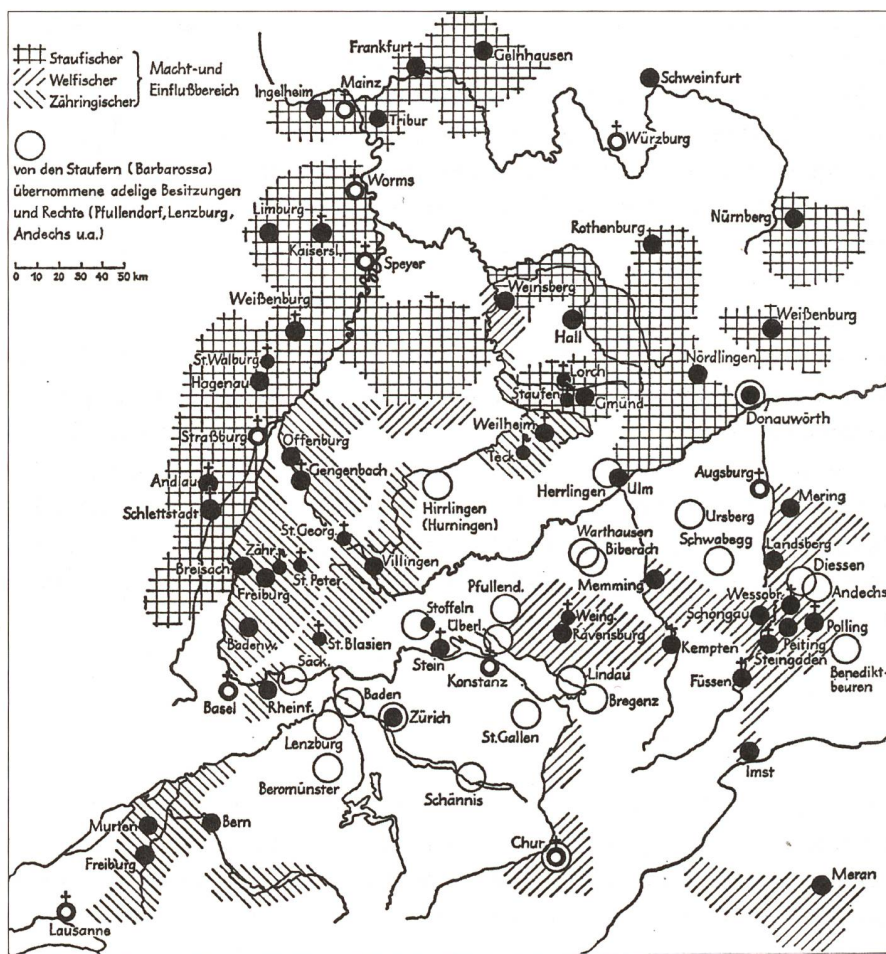 Staufischer
Welfischer
Zähringischer
Macht- und
Einflußbereich
von den Staufern (Barbarossa)
übernommene adelige Besitzungen
und Rechte (Pfullendorf, Lenzburg,
Andechs u.a.)
0 10 20 30 40 50 km
Frankfurt
Gelnhausen
Schweinfurt
Mainz
Ingelheim
Tribur
Würzburg
Worms
Limburg
Kaisersl.
Rothenburg
Nürnberg
Speyer
Weinsberg
Weißenburg
Hall
Weißenburg
St.Walburg
Hagenau
Lorch
Nördlingen
Staufen
Gmünd
Donauwörth
Straßburg
Offenburg
Weilheim
Teck
Gengenbach
Andlau
Schlettstadt
Hirrlingen
(Hurningen)
Herrlingen
Ulm
Augsburg
Mering
Ursberg
St.Georg.
Warthausen
Biberach
Schwabegg
Landsberg
Zähr.
Breisach
Freiburg
St.Peter
Villingen
Memming.
Diessen
Andechs
Pfullend.
Wessobr.
Schongau
Stoffeln
Überl.
Weing.
Ravensburg
Polling
Peiting
Steingaden
Badenw.
St.Blasien
Stein
Konstanz
Kempten
Füssen
Benedikt-
beuren
Säck.
Lindau
Bregenz
Basel
Rheinf.
Baden
Zürich
St.Gallen
Lenzburg
Imst
Beromünster
Schännis
Murten
Bern
Chur
Freiburg
Meran
Lausanne